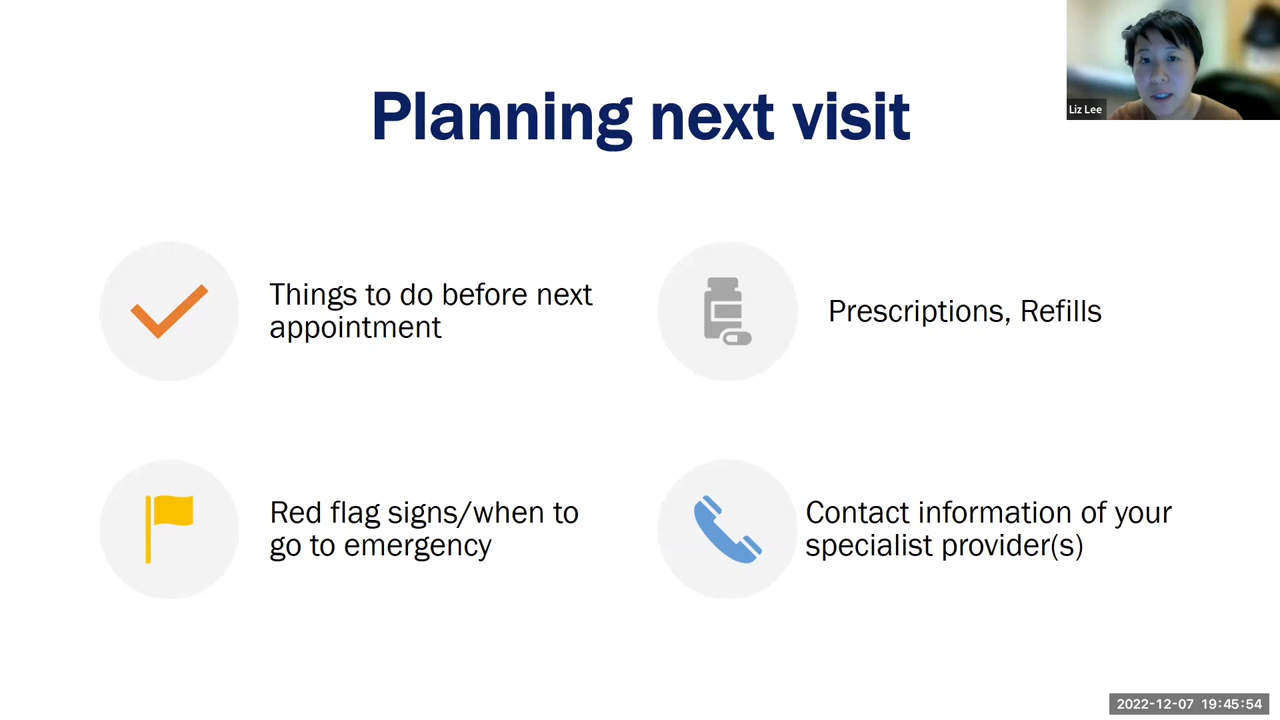 Planning next visit
Liz Lee
Things to do before next
appointment
Prescriptions, Refills
Red flag signs/when to
go to emergency
Contact information of your
specialist provider(s)
2022-12-07 19:45:54